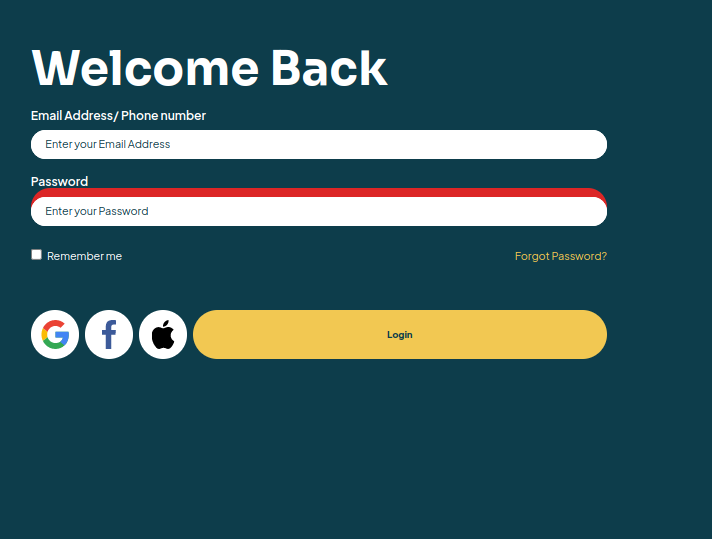 Welcome Back
Email Address/ Phone number
Enter your Email Address
Password
Enter your Password
Remember me
Forgot Password?
Login